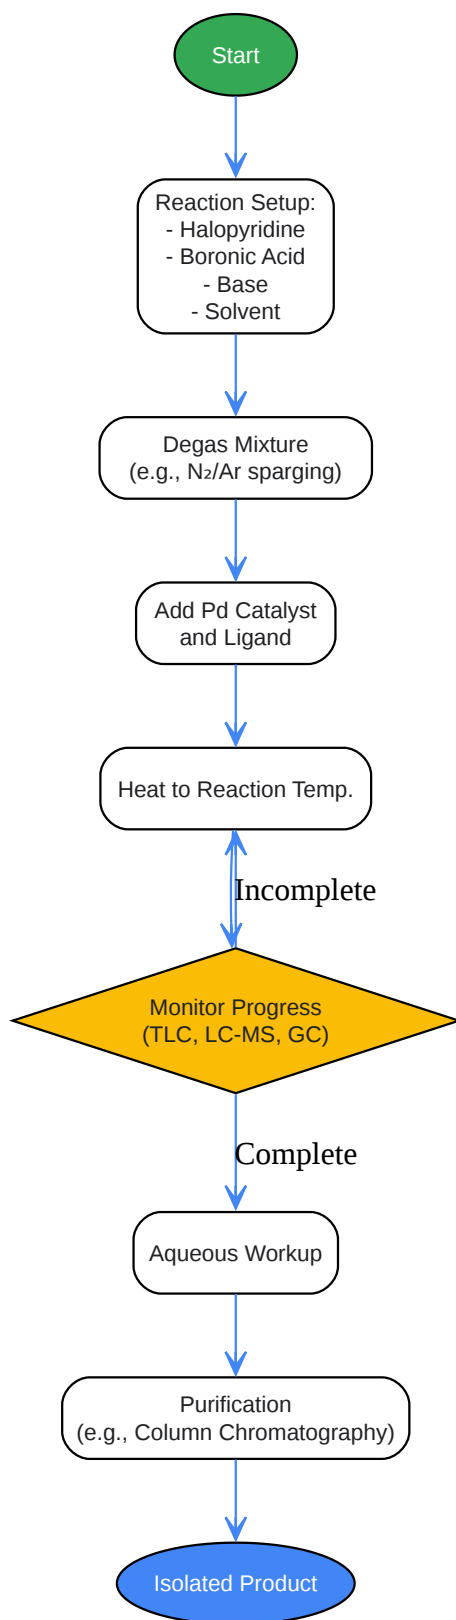 Start
Reaction Setup:
- Halopyridine
- Boronic Acid
- Base
- Solvent
Degas Mixture
(e.g., N₂/Ar sparging)
Add Pd Catalyst
and Ligand
Heat to Reaction Temp.
Incomplete
Monitor Progress
(TLC, LC-MS, GC)
Complete
Aqueous Workup
Purification
(e.g., Column Chromatography)
Isolated Product